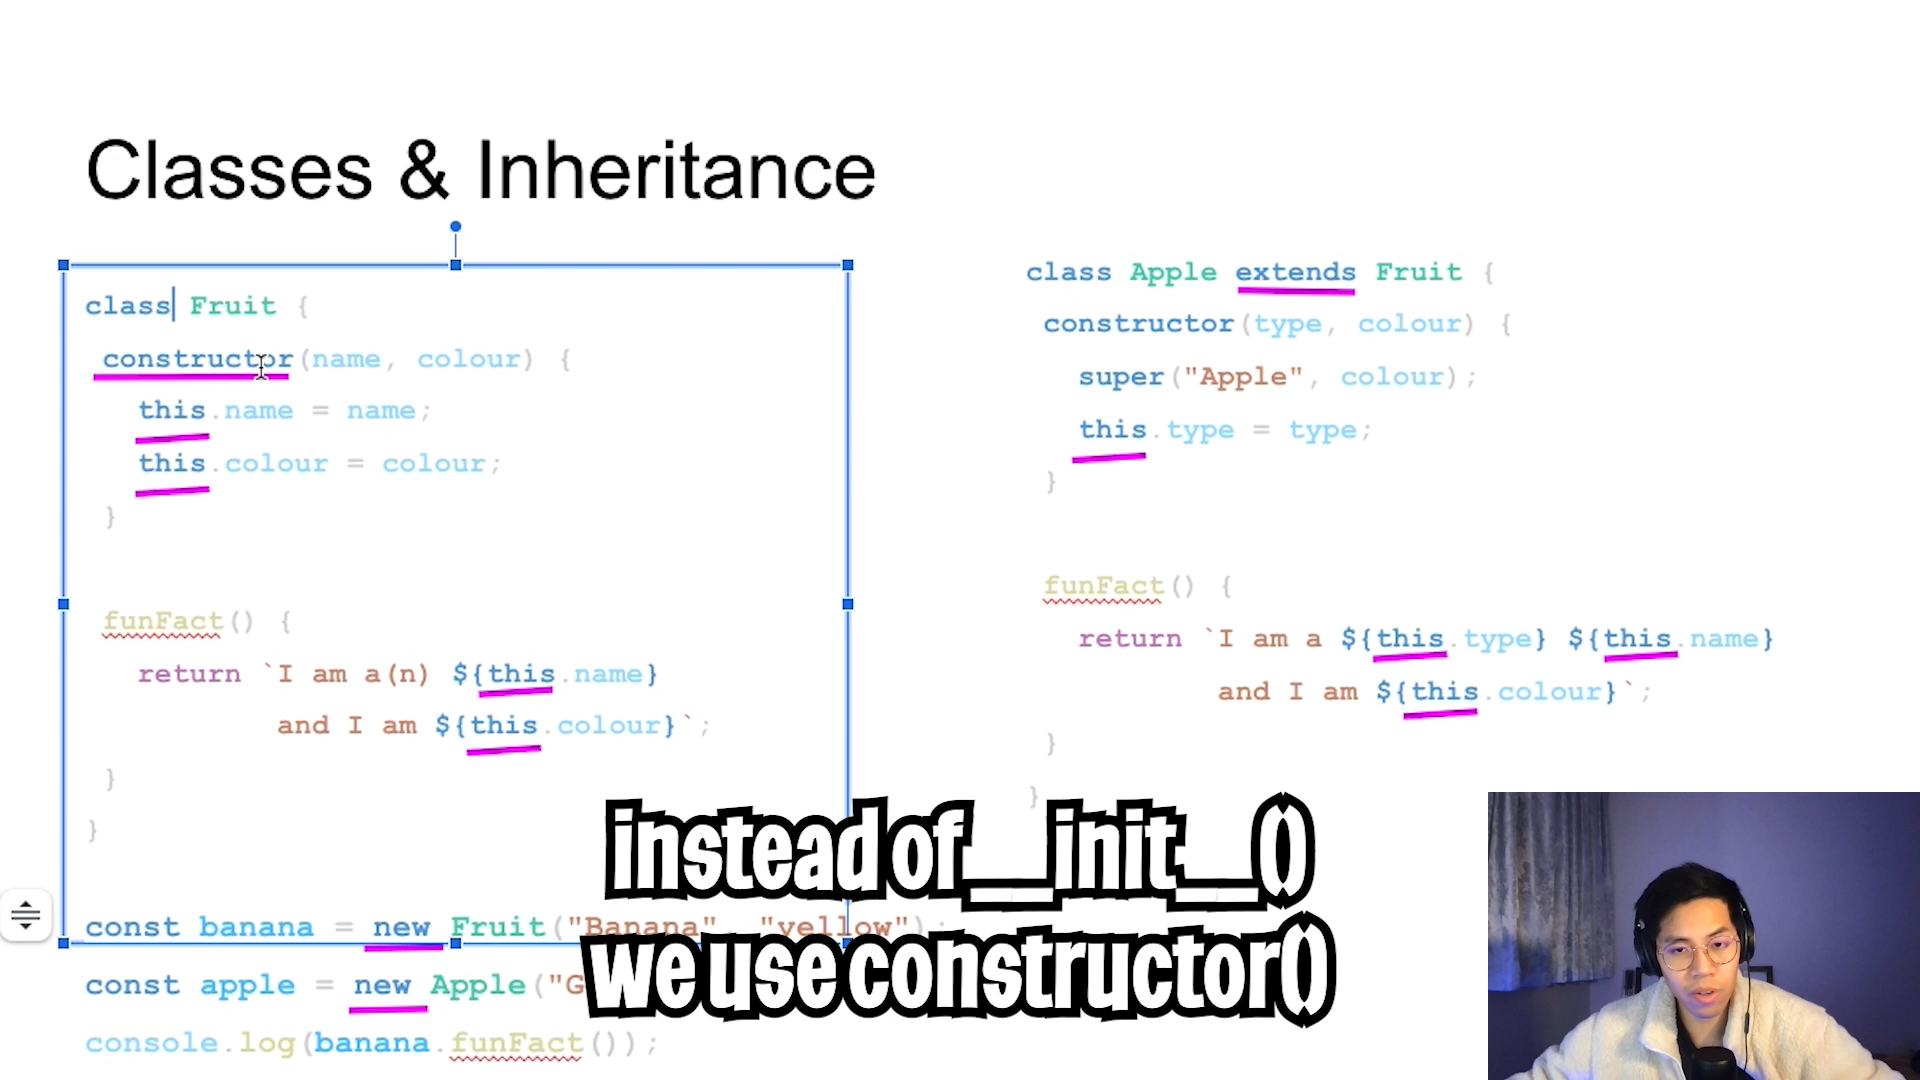 Classes & Inheritance
class Fruit {
constructor(name, colour) {
this.name = name;
this.colour = colour;
}
funFact() {
return `I am a(n) ${this.name}
and I am ${this.colour}`;
}
}
const banana = new Fruit("Banana", "yellow");
const apple = new Apple("G
console.log(banana.funFact());
class Apple extends Fruit {
constructor(type, colour) {
super("Apple", colour);
this.type = type;
}
funFact() {
return `I am a ${this.type} ${this.name}
and I am ${this.colour}`;
}
}
instead of __init__()
we use constructor()